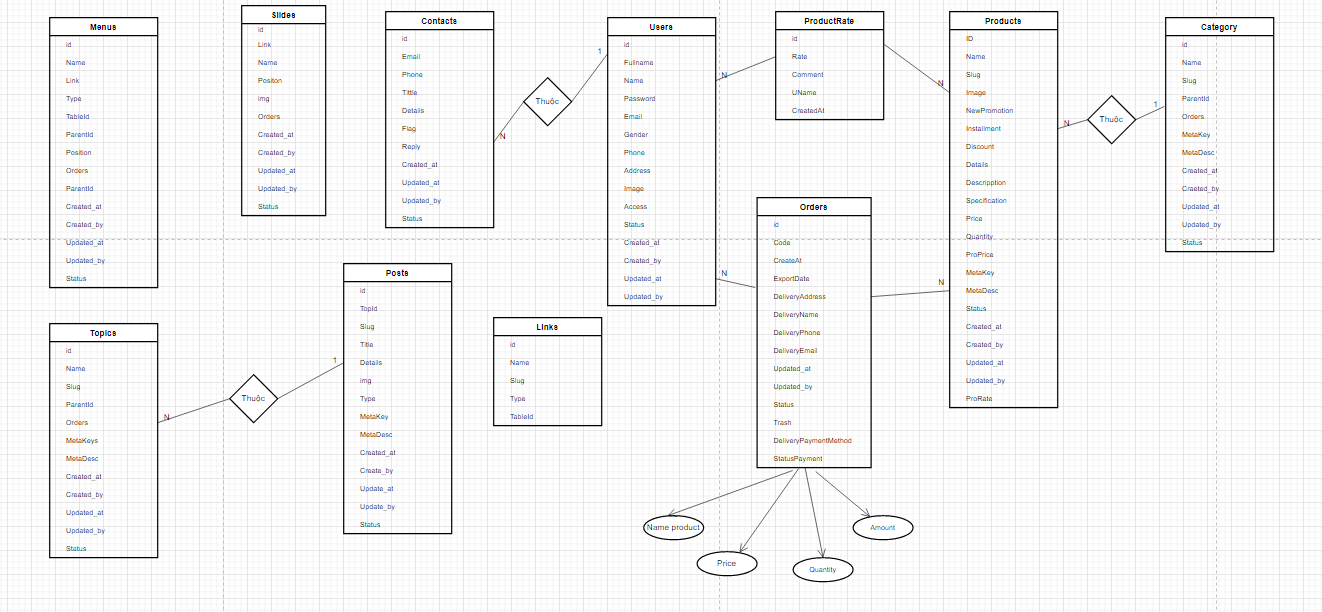 Menus
id
Name
Link
Type
TableId
ParentId
Position
Orders
ParentId
Created_at
Created_by
Updated_at
Updated_by
Status
Slides
id
Link
Name
Positon
img
Orders
Created_at
Created_by
Updated_at
Updated_by
Status
Contacts
id
Email
Phone
Tittle
Details
Flag
Reply
Created_at
Updated_at
Updated_by
Status
Thuộc
N
1
Users
id
Fullname
Name
Password
Email
Gender
Phone
Address
Image
Access
Status
Created_at
Created_by
Updated_at
Updated_by
N
N
ProductRate
id
Rate
Comment
UName
CreatedAt
N
N
Products
ID
Name
Slug
Image
NewPromotion
Installment
Discount
Details
Descripption
Specification
Price
Quantity
ProPrice
MetaKey
MetaDesc
Status
Created_at
Created_by
Updated_at
Updated_by
ProRate
N
Thuộc
1
Category
id
Name
Slug
ParentId
Orders
MetaKey
MetaDesc
Created_at
Craeted_by
Updated_at
Updated_by
Status
Orders
id
Code
CreateAt
ExportDate
DeliveryAddress
DeliveryName
DeliveryPhone
DeliveryEmail
Updated_at
Updated_by
Status
Trash
DeliveryPaymentMethod
StatusPayment
Topics
id
Name
Slug
ParentId
Orders
MetaKeys
MetaDesc
Created_at
Created_by
Updated_at
Updated_by
Status
N
Thuộc
1
Posts
id
TopId
Slug
Title
Details
img
Type
MetaKey
MetaDesc
Created_at
Create_by
Update_at
Update_by
Status
Links
id
Name
Slug
Type
TableId
Name product
Price
Quantity
Amount